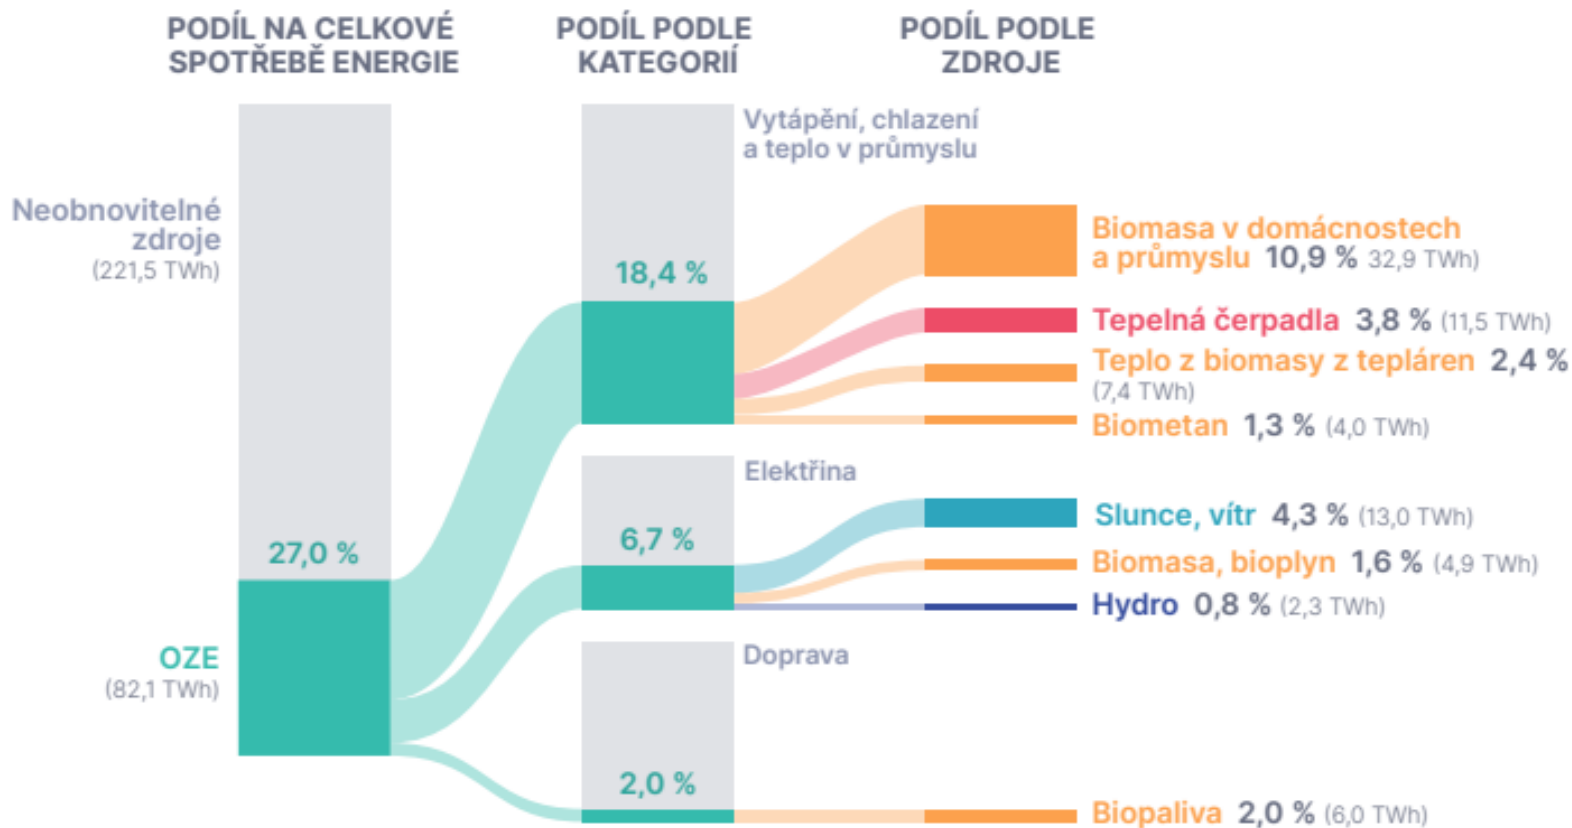 PODÍL NA CELKOVÉ
SPOTŘEBĚ ENERGIE
PODÍL PODLE
KATEGORIÍ
PODÍL PODLE
ZDROJE
Neobnovitelné
zdroje
(221,5 TWh)
27,0 %
OZE
(82,1 TWh)
Vytápění, chlazení
a teplo v průmyslu
18,4 %
Elektřina
6,7 %
Doprava
2,0 %
Biomasa v domácnostech
a průmyslu 10,9 % 32,9 TWh)
Tepelná čerpadla 3,8 % (11,5 TWh)
Teplo z biomasy z tepláren 2,4 %
(7,4 TWh)
Biometan 1,3 % (4,0 TWh)
Slunce, vítr 4,3 % (13,0 TWh)
Biomasa, bioplyn 1,6 % (4,9 TWh)
Hydro 0,8 % (2,3 TWh)
Biopaliva 2,0 % (6,0 TWh)